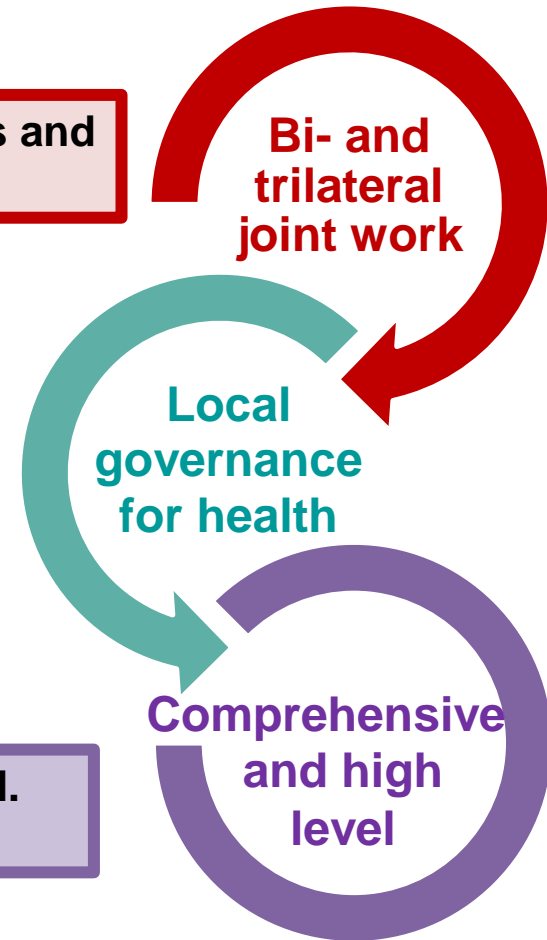 s and
Bi- and
trilateral
joint work
Local
governance
for health
Comprehensive
and high
level
l.